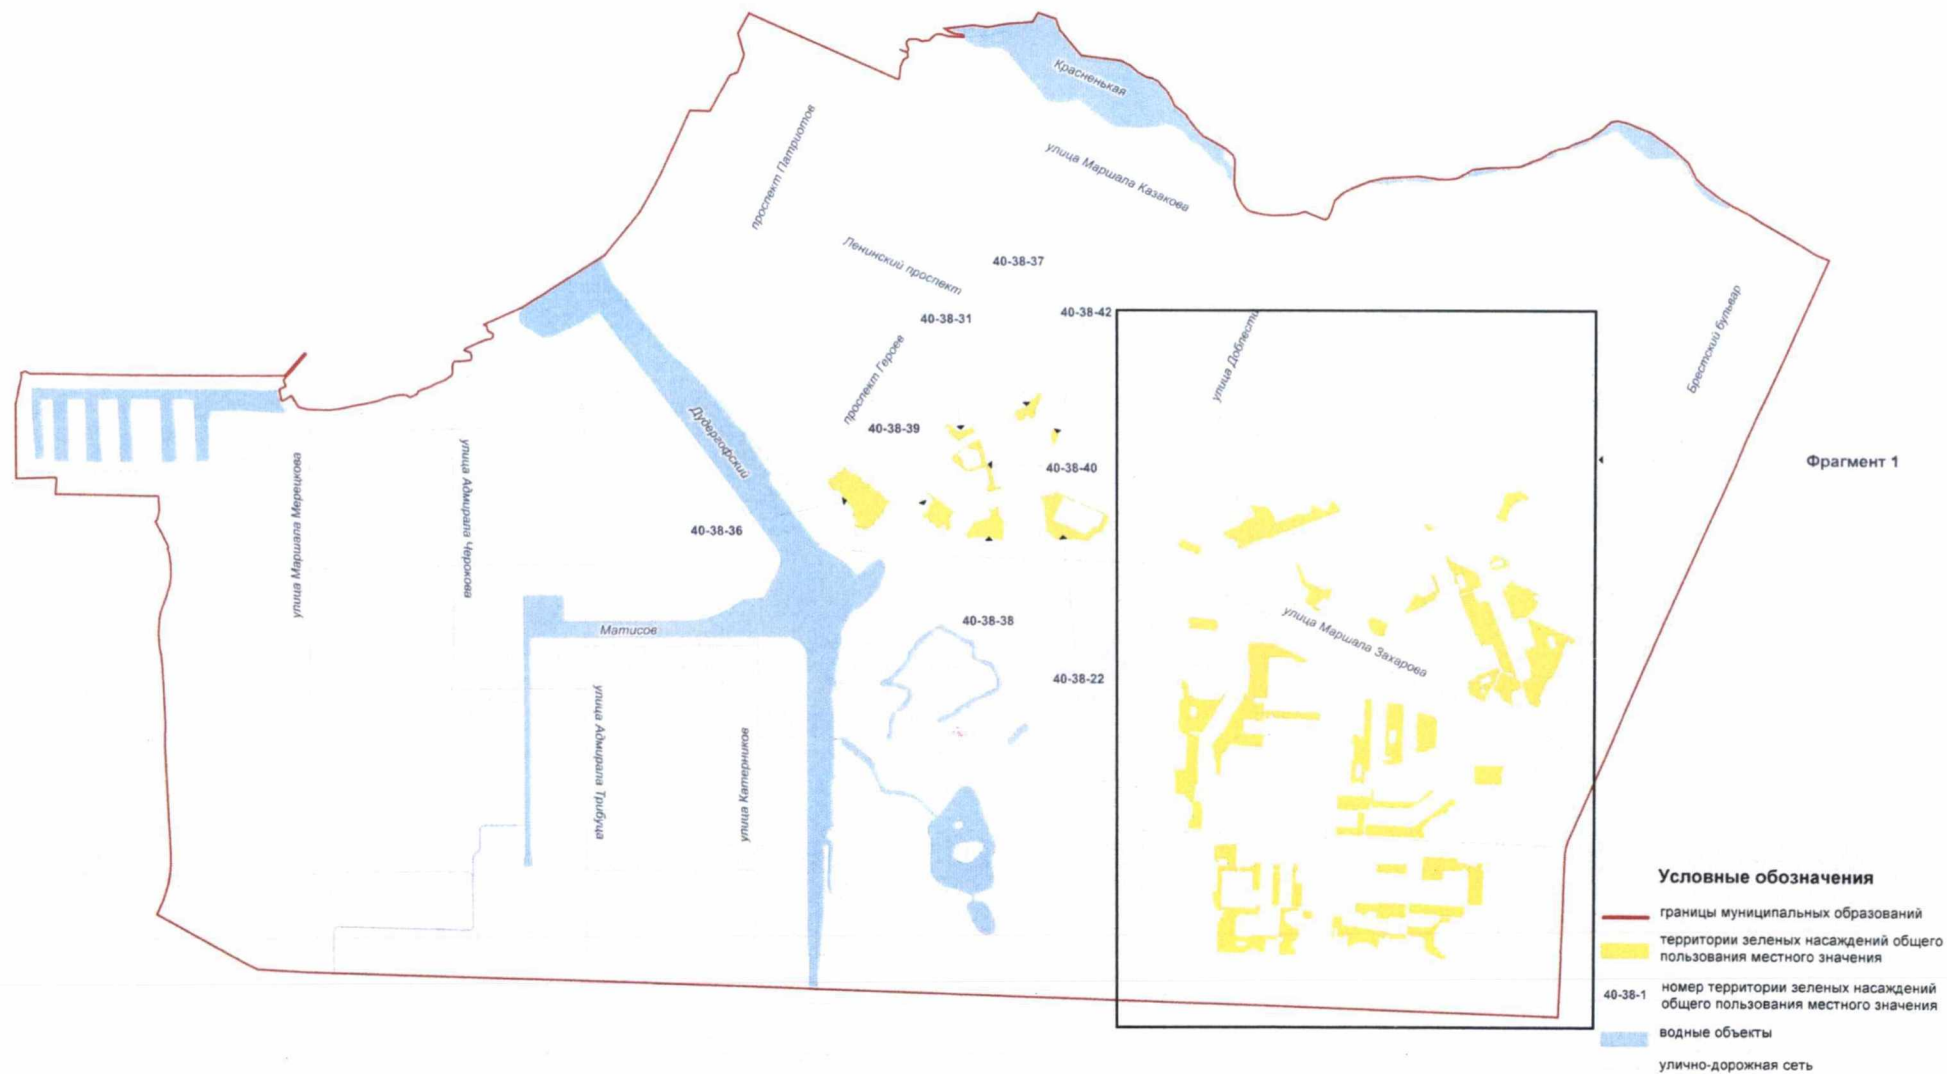 Красненькая
проспект Патриотов
улица Маршала Казакова
Ленинский проспект
40-38-37
40-38-31
40-38-42
улица Доблести
Брестский бульвар
проспект Героев
Дудергофский
40-38-39
40-38-40
Фрагмент 1
улица Маршала Мерецкова
улица Адмирала Черокова
40-38-36
40-38-38
Матисов
улица Маршала Захарова
40-38-22
улица Адмирала Трибуца
улица Катерников
Условные обозначения
границы муниципальных образований
территории зеленых насаждений общего
пользования местного значения
40-38-1
номер территории зеленых насаждений
общего пользования местного значения
водные объекты
улично-дорожная сеть